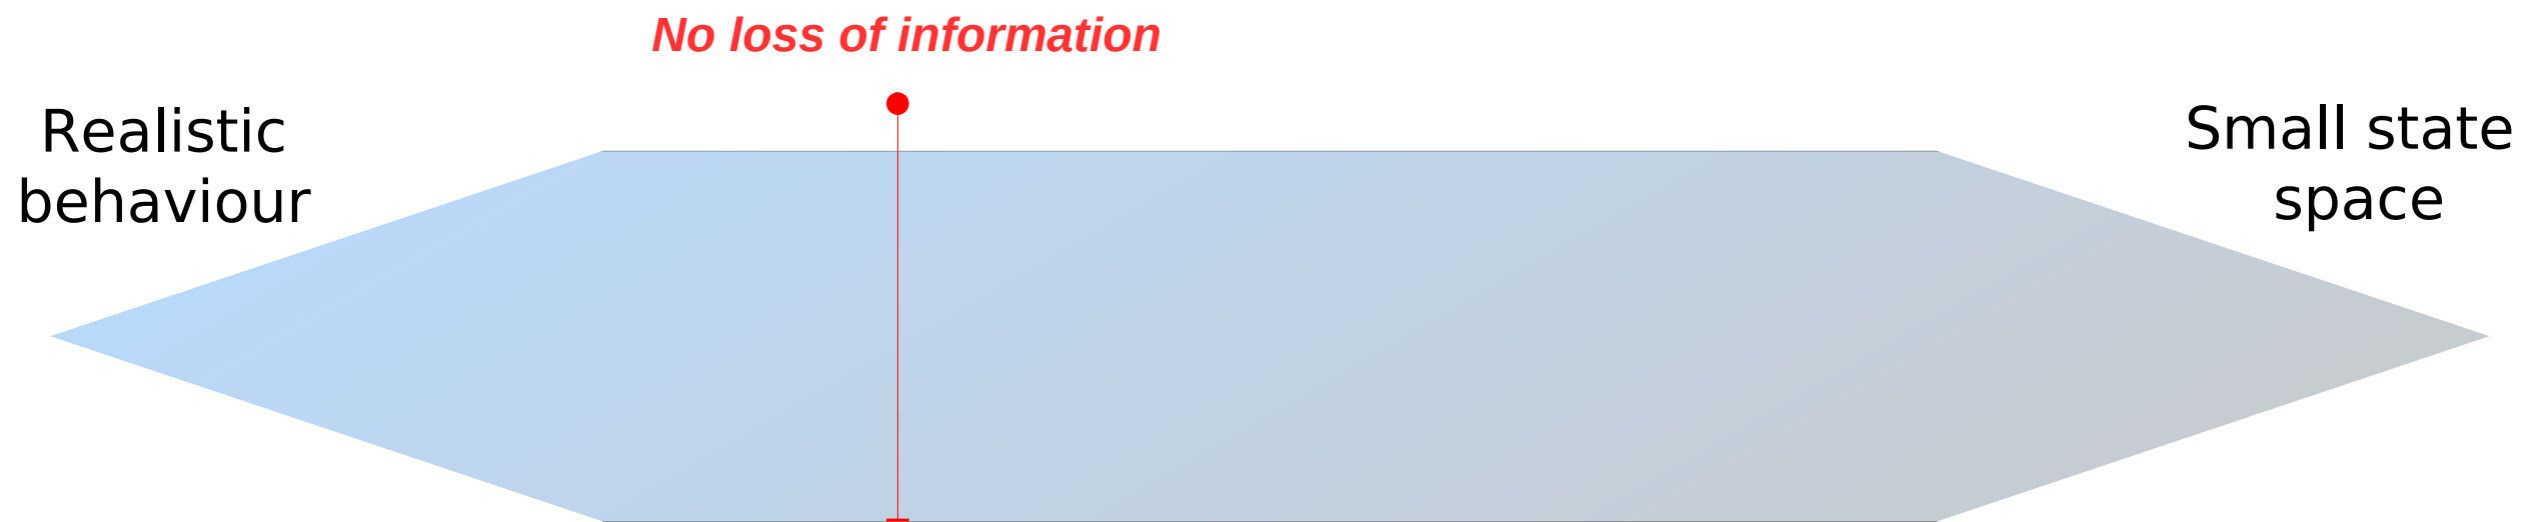 No loss of information
Realistic
behaviour
Small state
space